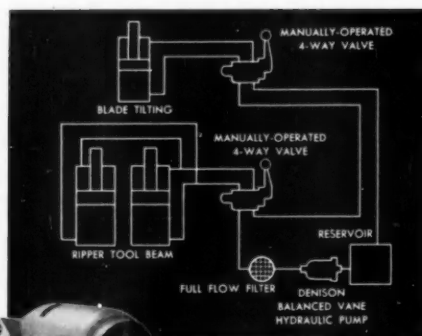 MANUALLY-OPERATED
4-WAY VALVE
BLADE TILTING
MANUALLY-OPERATED
4-WAY VALVE
RESERVOIR
RIPPER TOOL BEAM
FULL FLOW FILTER
DENISON
BALANCED VANE
HYDRAULIC PUMP